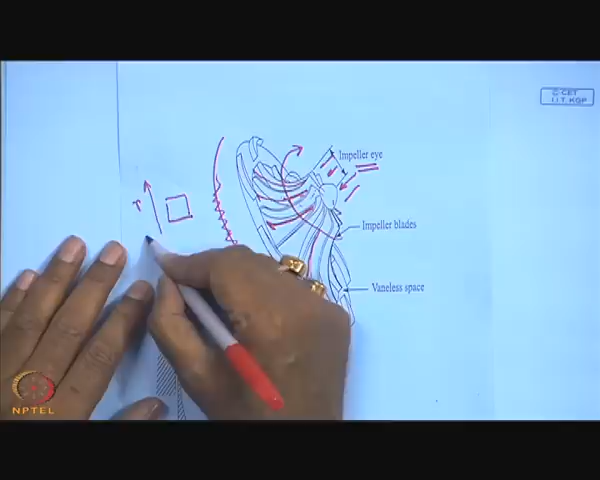 © CET
I.I.T. KGP
Impeller eye
r
Impeller blades
Vaneless space
NPTEL